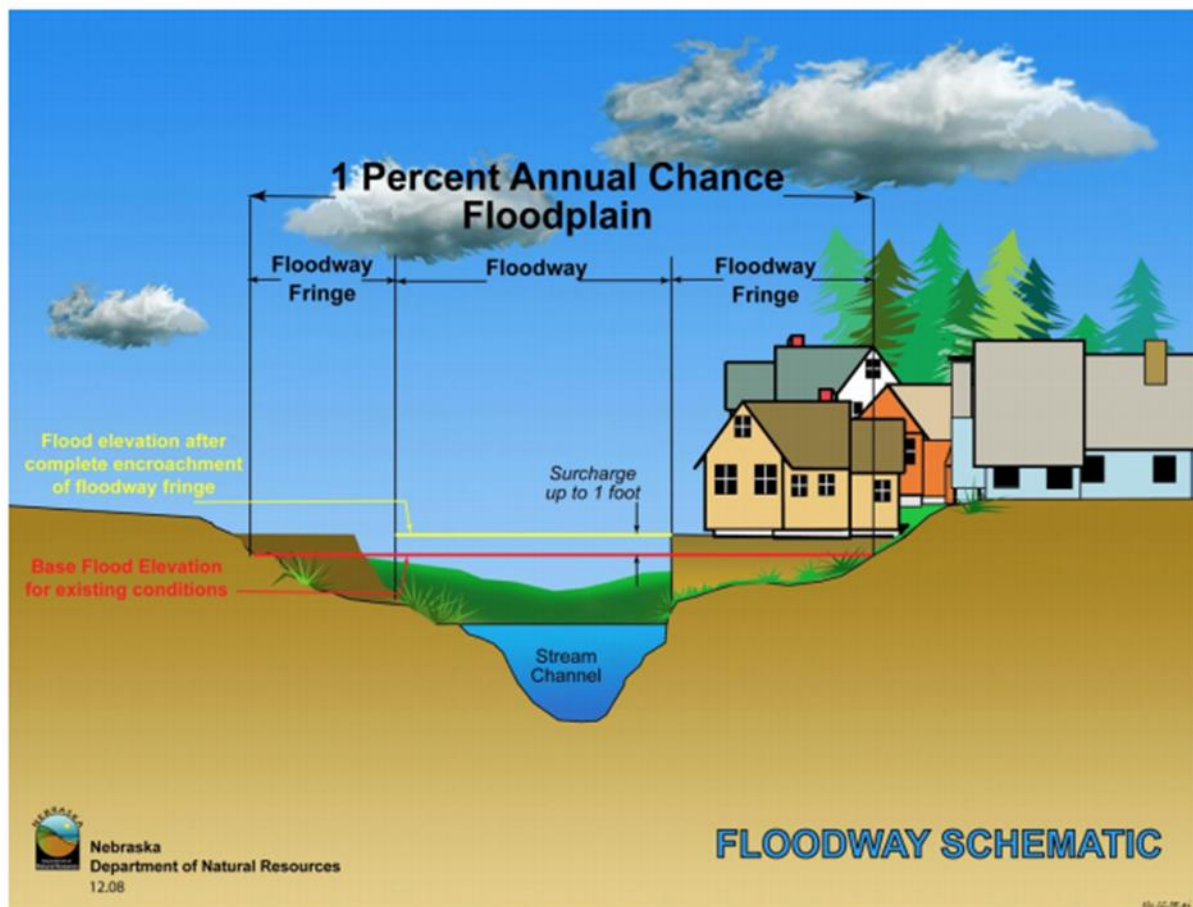 1 Percent Annual Chance
Floodplain
Floodway
Fringe
Floodway
Floodway
Fringe
Flood elevation after
complete encroachment
of floodway fringe
Surcharge
up to 1 foot
Base Flood Elevation
for existing conditions
Stream
Channel
NEBRASKA
Nebraska
Department of Natural Resources
12.08
FLOODWAY SCHEMATIC